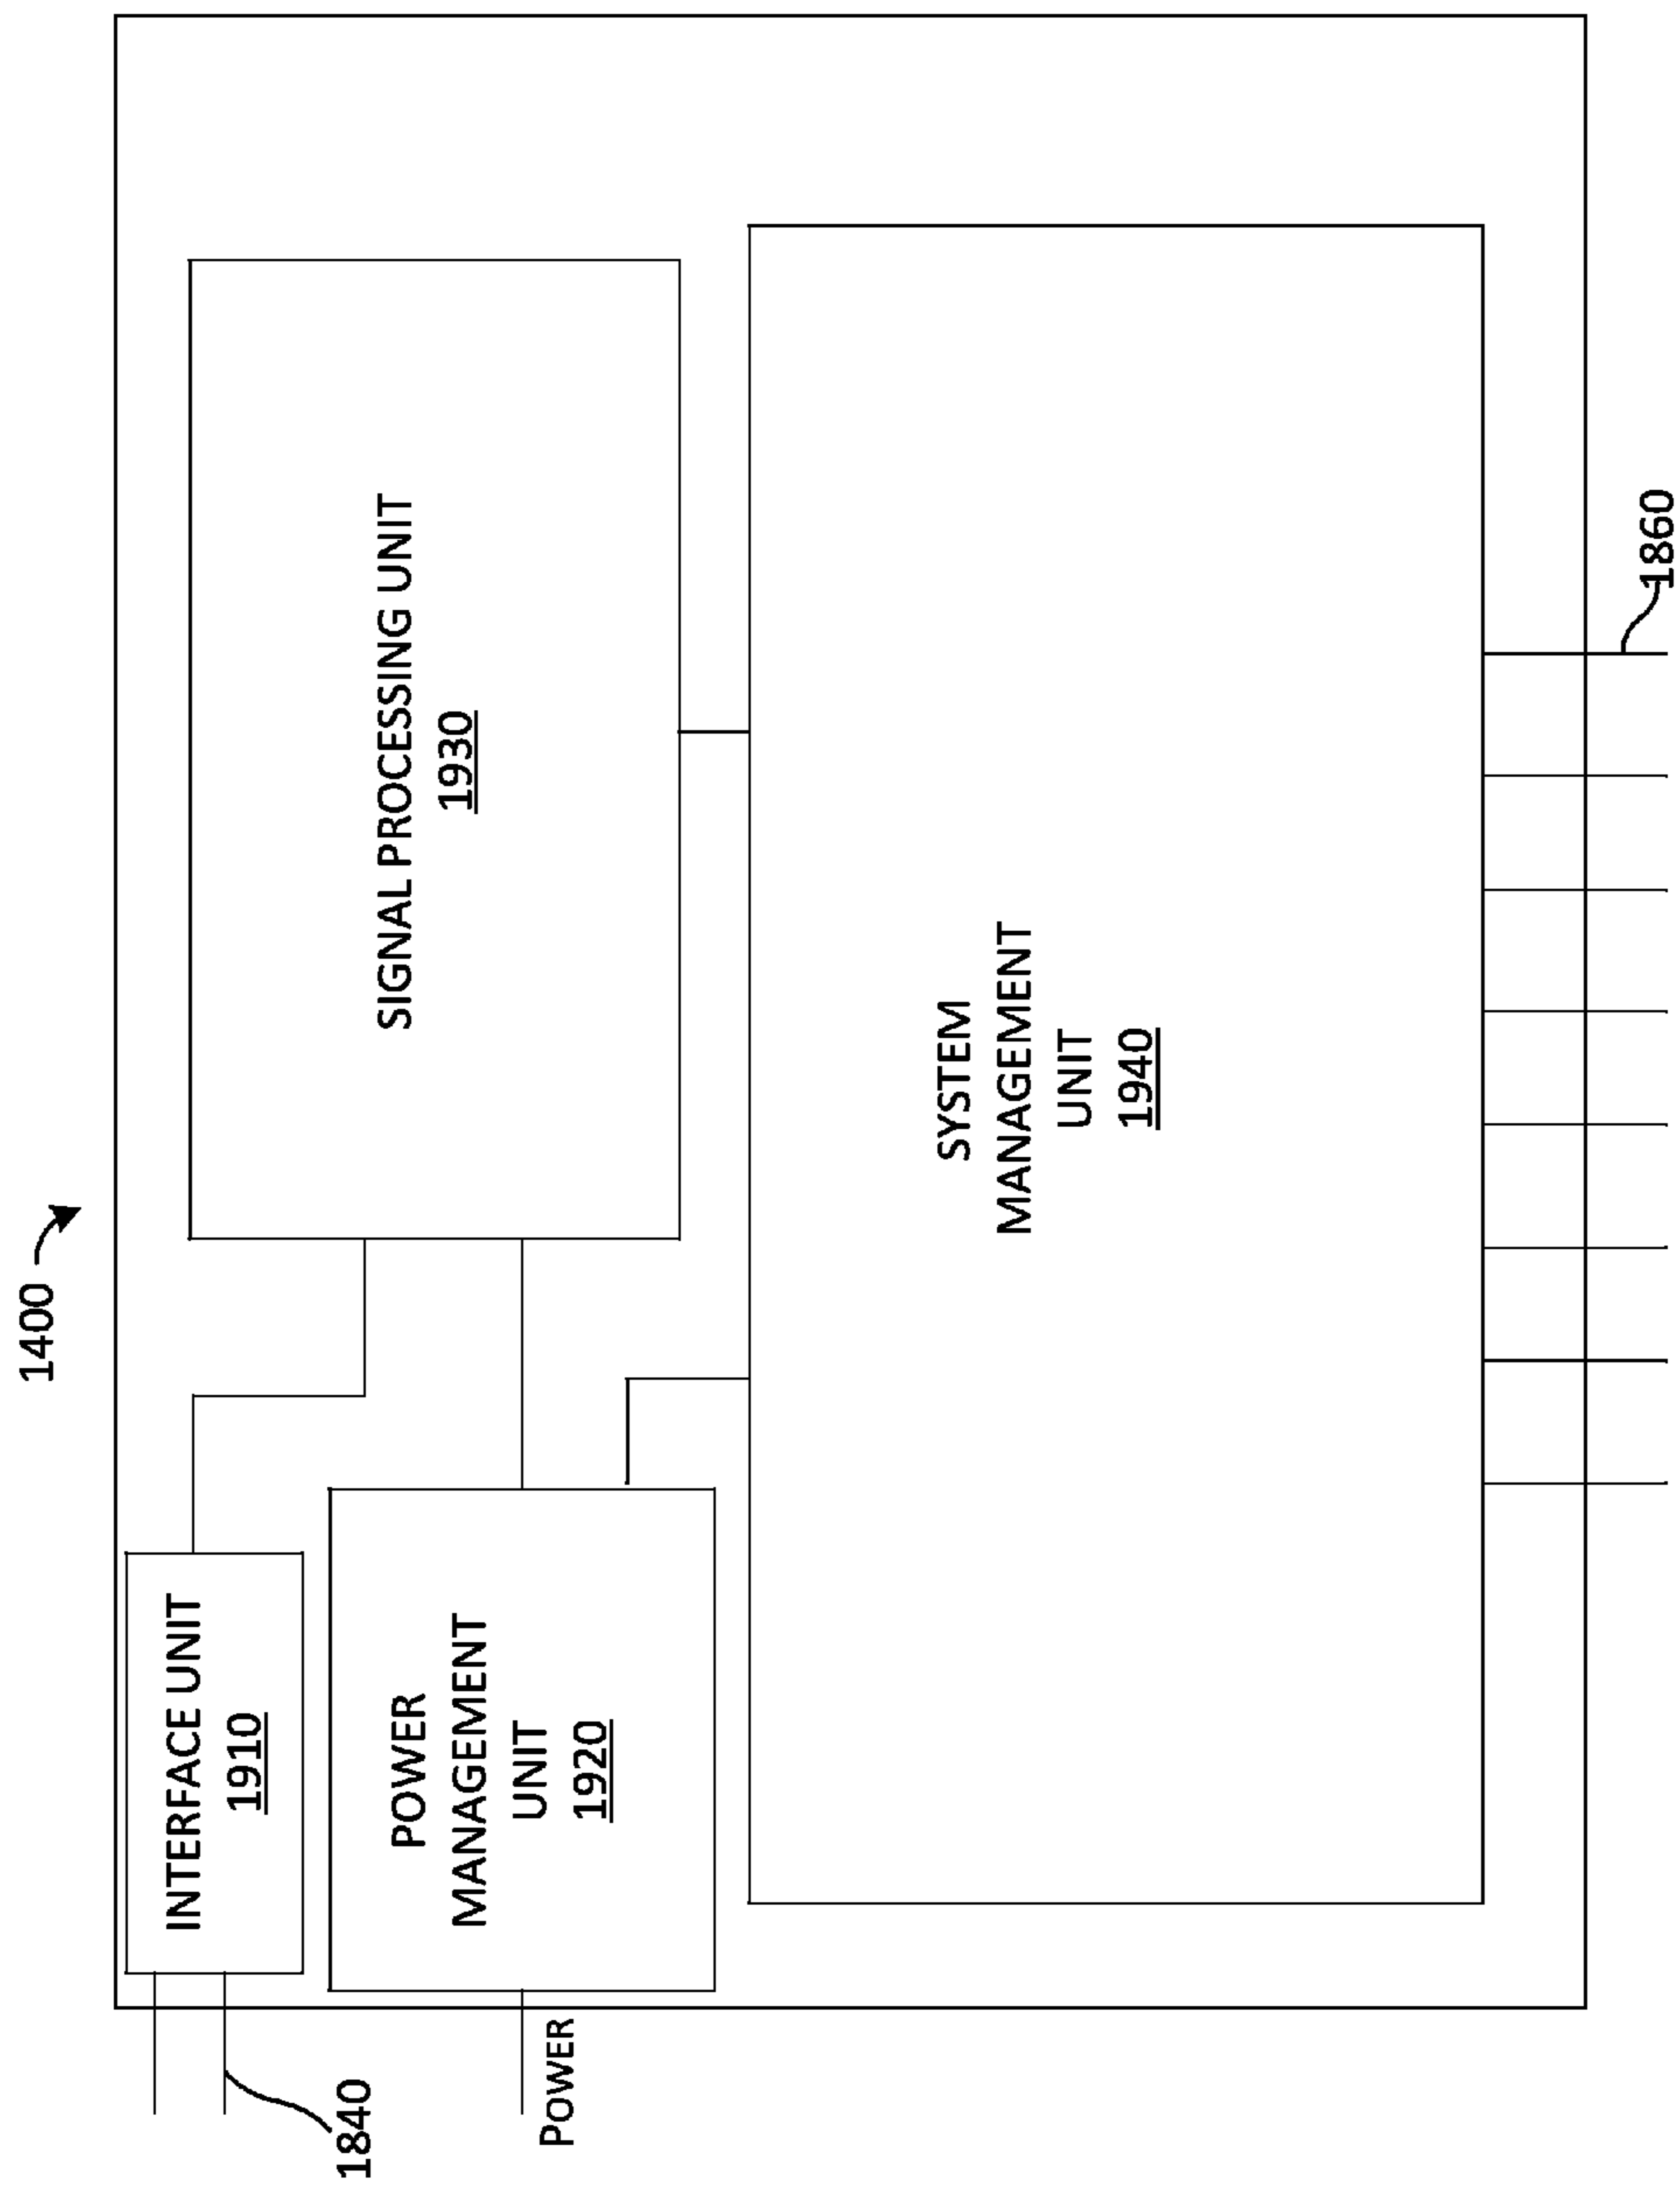 1400
INTERFACE UNIT
1910
SIGNAL PROCESSING UNIT
1930
1840
POWER
MANAGEMENT
UNIT
1920
POWER
SYSTEM
MANAGEMENT
UNIT
1940
1860